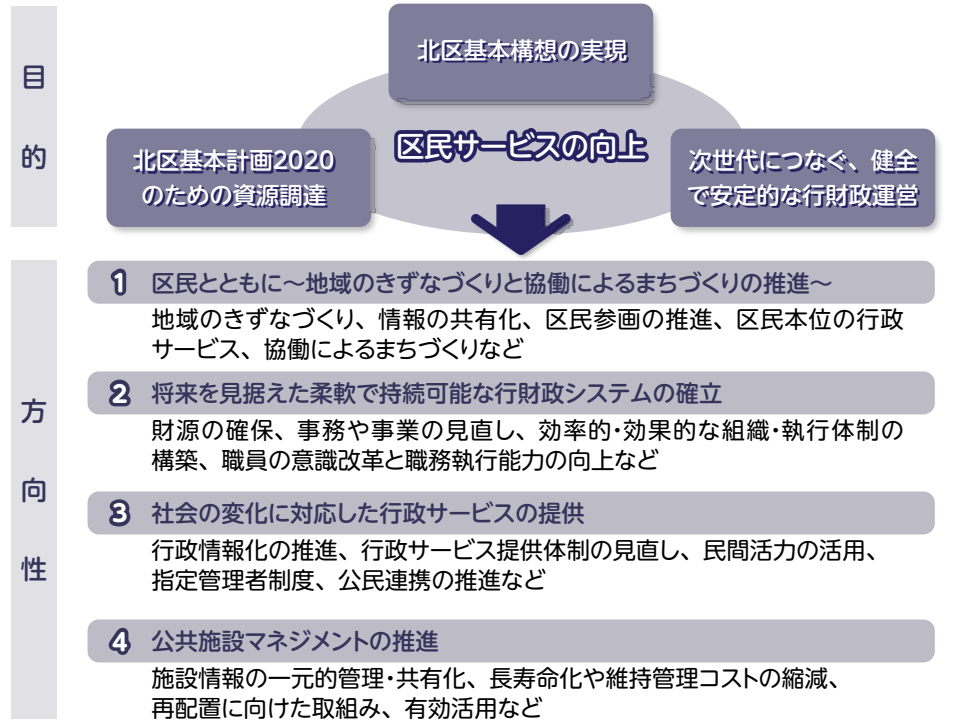 目的
北区基本構想の実現
区民サービスの向上
北区基本計画2020
のための資源調達
次世代につなぐ、健全
で安定的な行財政運営
方向性
1 区民とともに～地域のきずなづくりと協働によるまちづくりの推進～
地域のきずなづくり、情報の共有化、区民参画の推進、区民本位の行政
サービス、協働によるまちづくりなど
2 将来を見据えた柔軟で持続可能な行財政システムの確立
財源の確保、事務や事業の見直し、効率的・効果的な組織・執行体制の
構築、職員の意識改革と職務執行能力の向上など
3 社会の変化に対応した行政サービスの提供
行政情報化の推進、行政サービス提供体制の見直し、民間活力の活用、
指定管理者制度、公民連携の推進など
4 公共施設マネジメントの推進
施設情報の一元的管理・共有化、長寿命化や維持管理コストの縮減、
再配置に向けた取組み、有効活用など